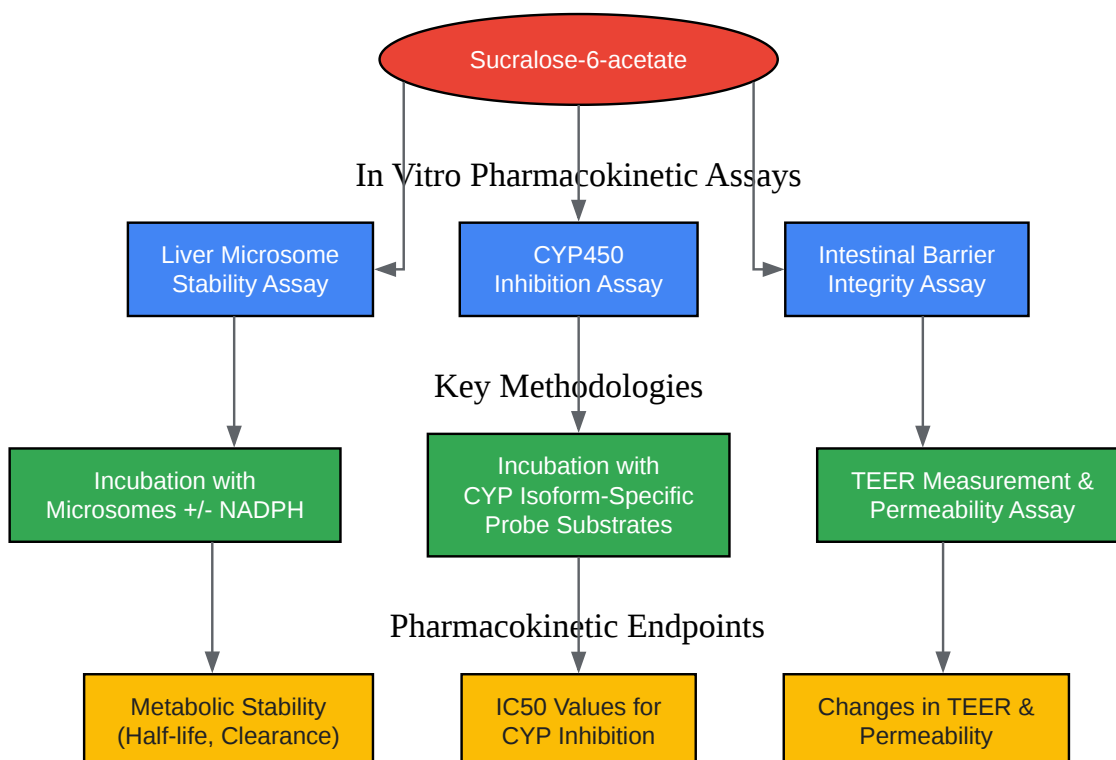 Sucralose-6-acetate
In Vitro Pharmacokinetic Assays
Liver Microsome
Stability Assay
CYP450
Inhibition Assay
Intestinal Barrier
Integrity Assay
Key Methodologies
Incubation with
Microsomes +/- NADPH
Incubation with
CYP Isoform-Specific
Probe Substrates
TEER Measurement &
Permeability Assay
Pharmacokinetic Endpoints
Metabolic Stability
(Half-life, Clearance)
IC50 Values for
CYP Inhibition
Changes in TEER &
Permeability